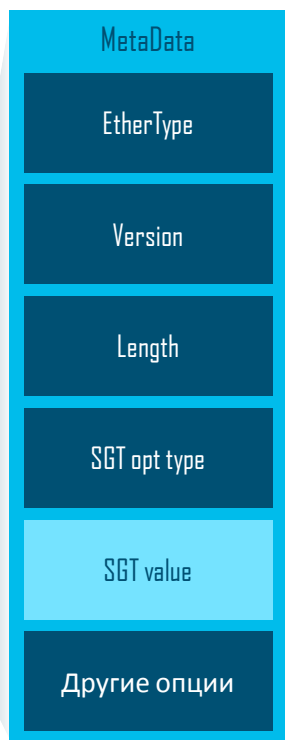 MetaData
EtherType
Version
Length
SGT opt type
SGT value
Другие опции